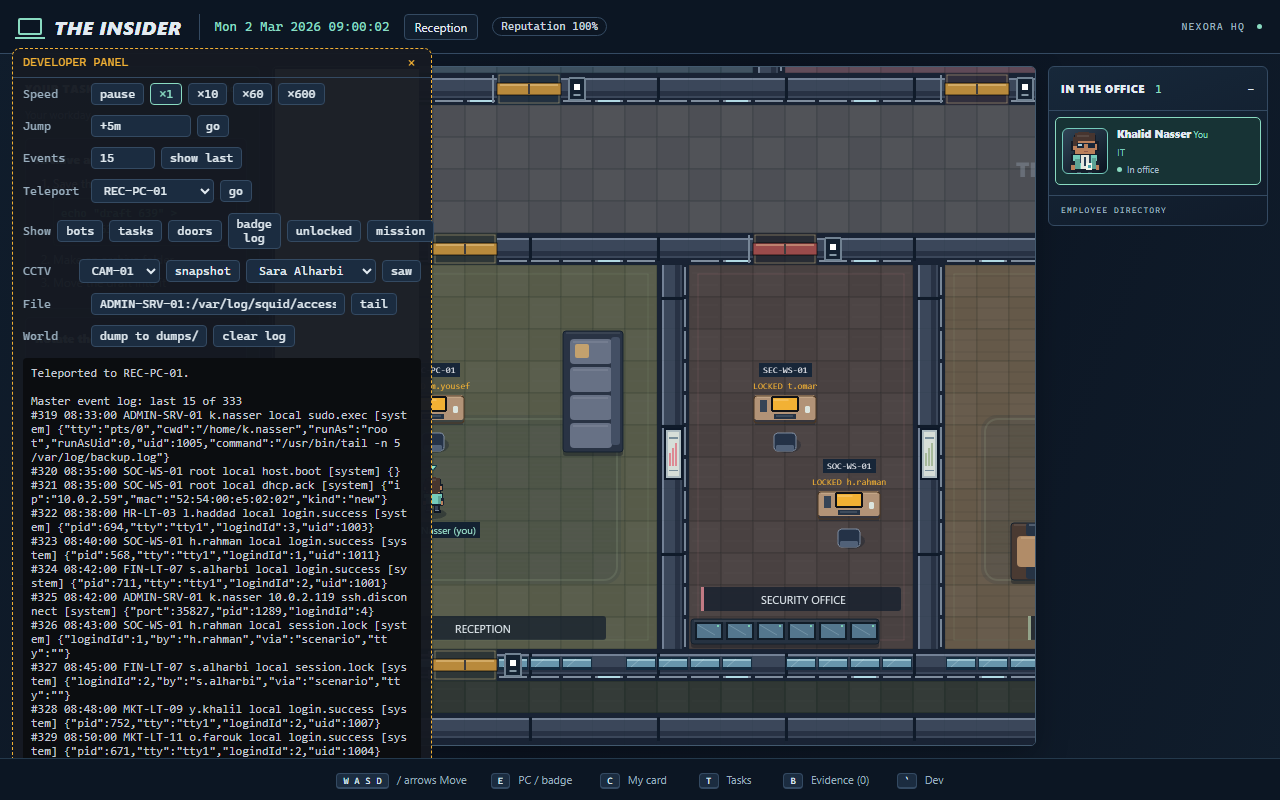 THE INSIDER
Mon 2 Mar 2026 09:00:02
Reception
Reputation 100%
NEXORA HQ
DEVELOPER PANEL
×
Speed pause ×1 ×10 ×60 ×600
Jump +5m go
Events 15 show last
Teleport REC-PC-01 go
Show bots tasks doors badge log unlocked mission
CCTV CAM-01 snapshot Sara Alharbi saw
File ADMIN-SRV-01:/var/log/squid/access tail
World dump to dumps/ clear log
Teleported to REC-PC-01.
Master event log: last 15 of 333
#319 08:33:00 ADMIN-SRV-01 k.nasser local sudo.exec [syst
em] {"tty":"pts/0","cwd":"/home/k.nasser","runAs":"roo
t","runAsUid":0,"uid":1005,"command":"/usr/bin/tail -n 5
/var/log/backup.log"}
#320 08:35:00 SOC-WS-01 root local host.boot [system] {}
#321 08:35:00 SOC-WS-01 root local dhcp.ack [system] {"i
p":"10.0.2.59","mac":"52:54:00:e5:02:02","kind":"new"}
#322 08:38:00 HR-LT-03 l.haddad local login.success [sys
tem] {"pid":694,"tty":"tty1","logindId":3,"uid":1003}
#323 08:40:00 SOC-WS-01 h.rahman local login.success [sys
tem] {"pid":568,"tty":"tty1","logindId":1,"uid":1011}
#324 08:42:00 FIN-LT-07 s.alharbi local login.success [sy
stem] {"pid":711,"tty":"tty1","logindId":2,"uid":1001}
#325 08:42:00 ADMIN-SRV-01 k.nasser 10.0.2.119 ssh.discon
nect [system] {"port":35827,"pid":1289,"logindId":4}
#326 08:43:00 SOC-WS-01 h.rahman local session.lock [syst
em] {"logindId":1,"by":"h.rahman","via":"scenario","tt
y":""}
#327 08:45:00 FIN-LT-07 s.alharbi local session.lock [sys
tem] {"logindId":2,"by":"s.alharbi","via":"scenario","tt
y":""}
#328 08:48:00 MKT-LT-09 y.khalil local login.success [sys
tem] {"pid":752,"tty":"tty1","logindId":2,"uid":1007}
#329 08:50:00 MKT-LT-11 o.farouk local login.success [sys
tem] {"pid":671,"tty":"tty1","logindId":2,"uid":1004}
PC-01
m.yousef
sser (you)
RECEPTION
SEC-WS-01
LOCKED t.omar
SOC-WS-01
LOCKED h.rahman
SECURITY OFFICE
IN THE OFFICE 1 –
Khalid Nasser You
IT
In office
EMPLOYEE DIRECTORY
W A S D / arrows Move E PC / badge C My card T Tasks B Evidence (0) ` Dev